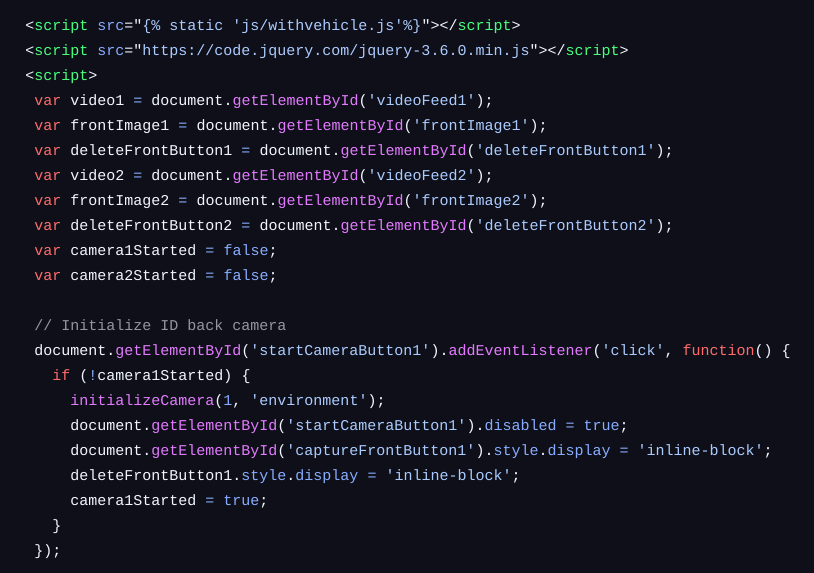 <script src="{% static 'js/withvehicle.js'%}"></script>
<script src="https://code.jquery.com/jquery-3.6.0.min.js"></script>
<script>
var video1 = document.getElementById('videoFeed1');
var frontImage1 = document.getElementById('frontImage1');
var deleteFrontButton1 = document.getElementById('deleteFrontButton1');
var video2 = document.getElementById('videoFeed2');
var frontImage2 = document.getElementById('frontImage2');
var deleteFrontButton2 = document.getElementById('deleteFrontButton2');
var camera1Started = false;
var camera2Started = false;
// Initialize ID back camera
document.getElementById('startCameraButton1').addEventListener('click', function() {
if (!camera1Started) {
initializeCamera(1, 'environment');
document.getElementById('startCameraButton1').disabled = true;
document.getElementById('captureFrontButton1').style.display = 'inline-block';
deleteFrontButton1.style.display = 'inline-block';
camera1Started = true;
}
});